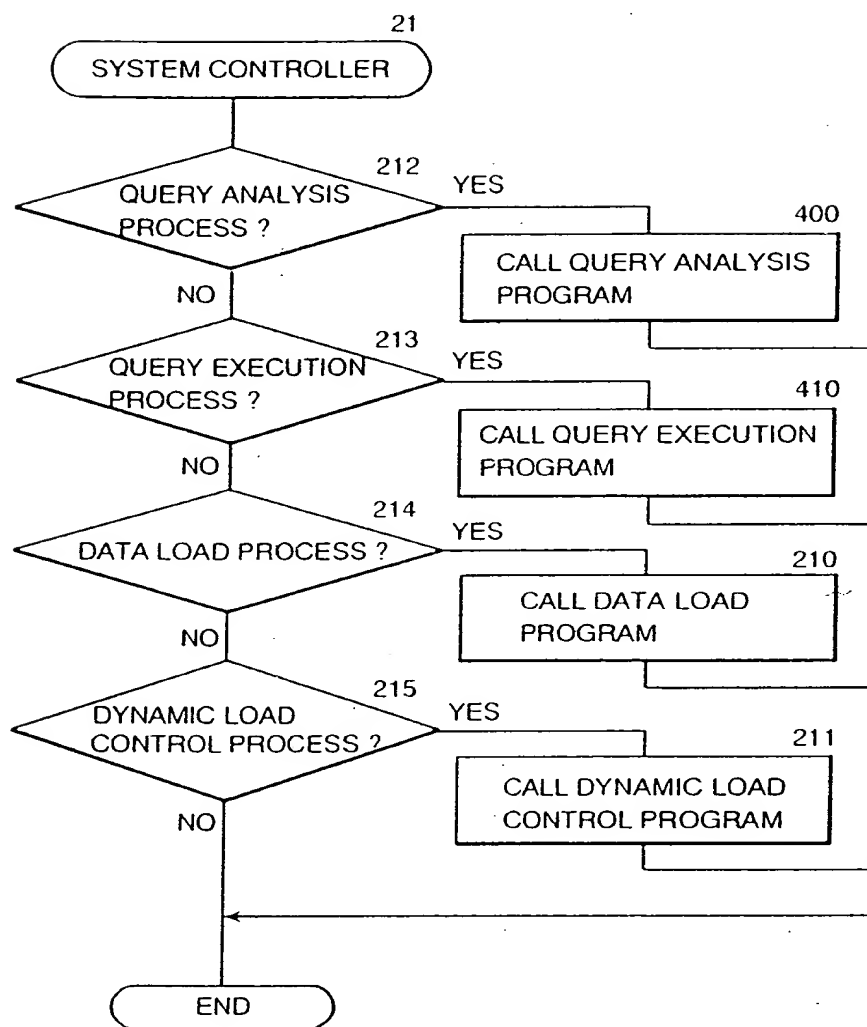 21
SYSTEM CONTROLLER
212
QUERY ANALYSIS
PROCESS ?
YES
400
CALL QUERY ANALYSIS
PROGRAM
NO
213
QUERY EXECUTION
PROCESS ?
YES
410
CALL QUERY EXECUTION
PROGRAM
NO
214
DATA LOAD PROCESS ?
YES
210
CALL DATA LOAD
PROGRAM
NO
215
DYNAMIC LOAD
CONTROL PROCESS ?
YES
211
CALL DYNAMIC LOAD
CONTROL PROGRAM
NO
END